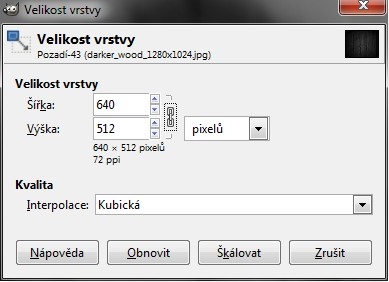 Velikost vrstvy
Velikost vrstvy
Pozadí-43 (darker_wood_1280x1024.jpg)
Velikost vrstvy
Šířka: 640
Výška: 512 pixelů
640 × 512 pixelů
72 ppi
Kvalita
Interpolace: Kubická
Nápověda Obnovit Škálovat Zrušit